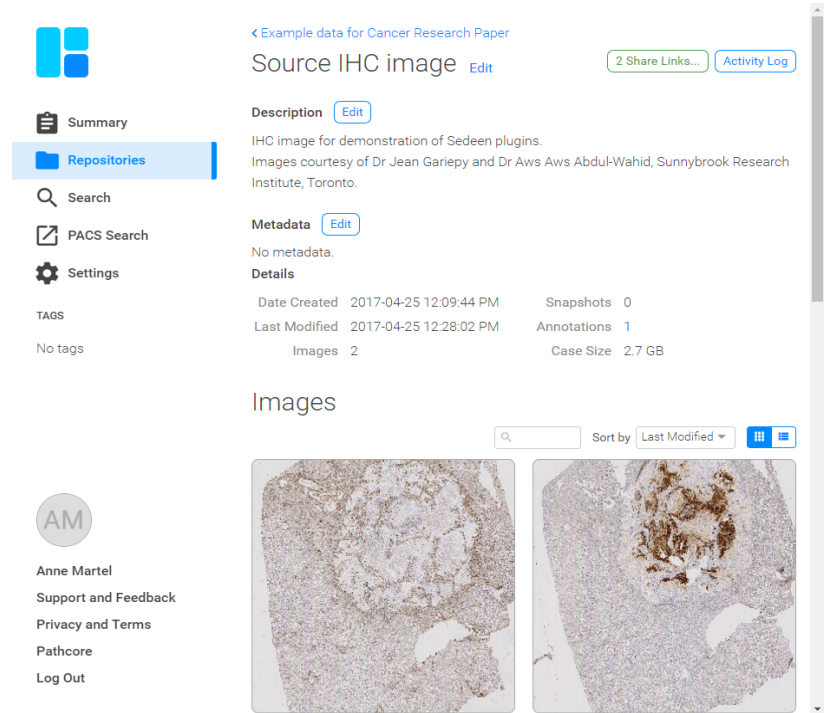 Example data for Cancer Research Paper
Source IHC image Edit
2 Share Links... Activity Log
Summary
Repositories
Search
PACS Search
Settings
TAGS
No tags
Description Edit
IHC image for demonstration of Sedeen plugins.
Images courtesy of Dr Jean Gariepy and Dr Aws Aws Abdul-Wahid, Sunnybrook Research
Institute, Toronto.
Metadata Edit
No metadata.
Details
Date Created 2017-04-25 12:09:44 PM Snapshots 0
Last Modified 2017-04-25 12:28:02 PM Annotations 1
Images 2 Case Size 2.7 GB
Images
Sort by Last Modified
AM
Anne Martel
Support and Feedback
Privacy and Terms
Pathcore
Log Out